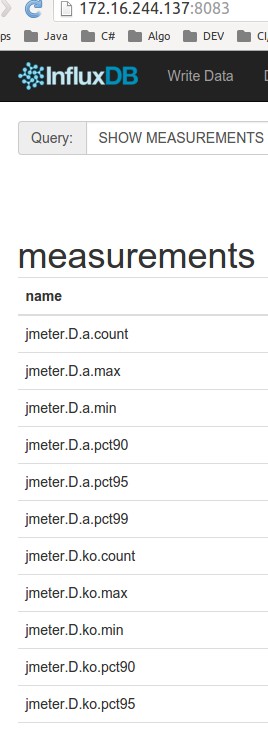 172.16.244.137:8083
ps Java C# Algo DEV CI/
InfluxDB Write Data
Query: SHOW MEASUREMENTS
measurements
name
jmeter.D.a.count
jmeter.D.a.max
jmeter.D.a.min
jmeter.D.a.pct90
jmeter.D.a.pct95
jmeter.D.a.pct99
jmeter.D.ko.count
jmeter.D.ko.max
jmeter.D.ko.min
jmeter.D.ko.pct90
jmeter.D.ko.pct95